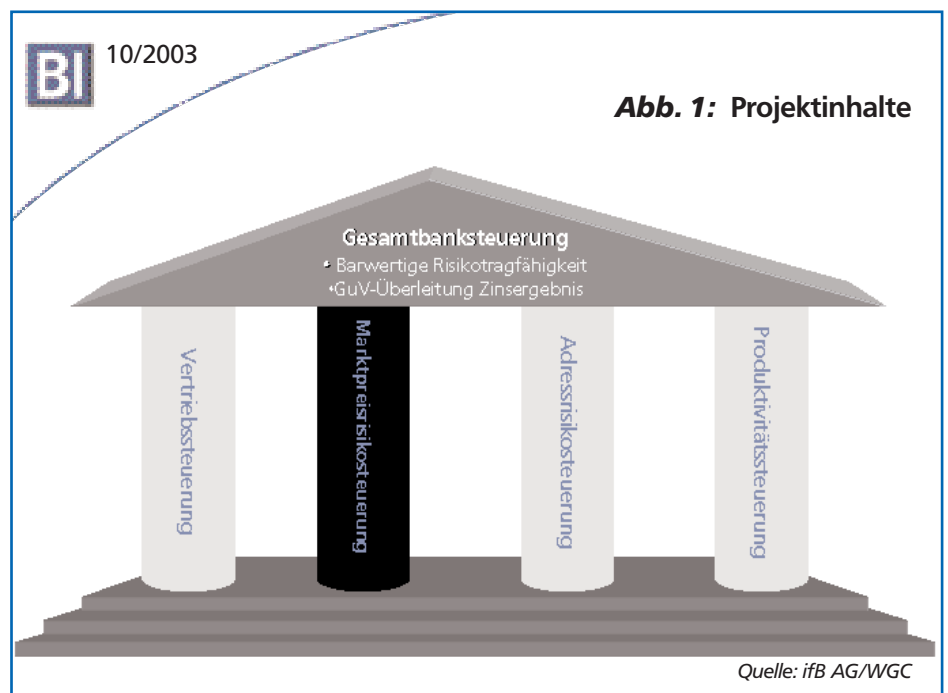 BI
10/2003
Abb. 1: Projektinhalte
Gesamtbanksteuerung
• Barwertige Risikotragfähigkeit
•GuV-Überleitung Zinsergebnis
Vertriebssteuerung
Marktpreisrisikosteuerung
Adressrisikosteuerung
Produktivitätssteuerung
Quelle: ifB AG/WGC